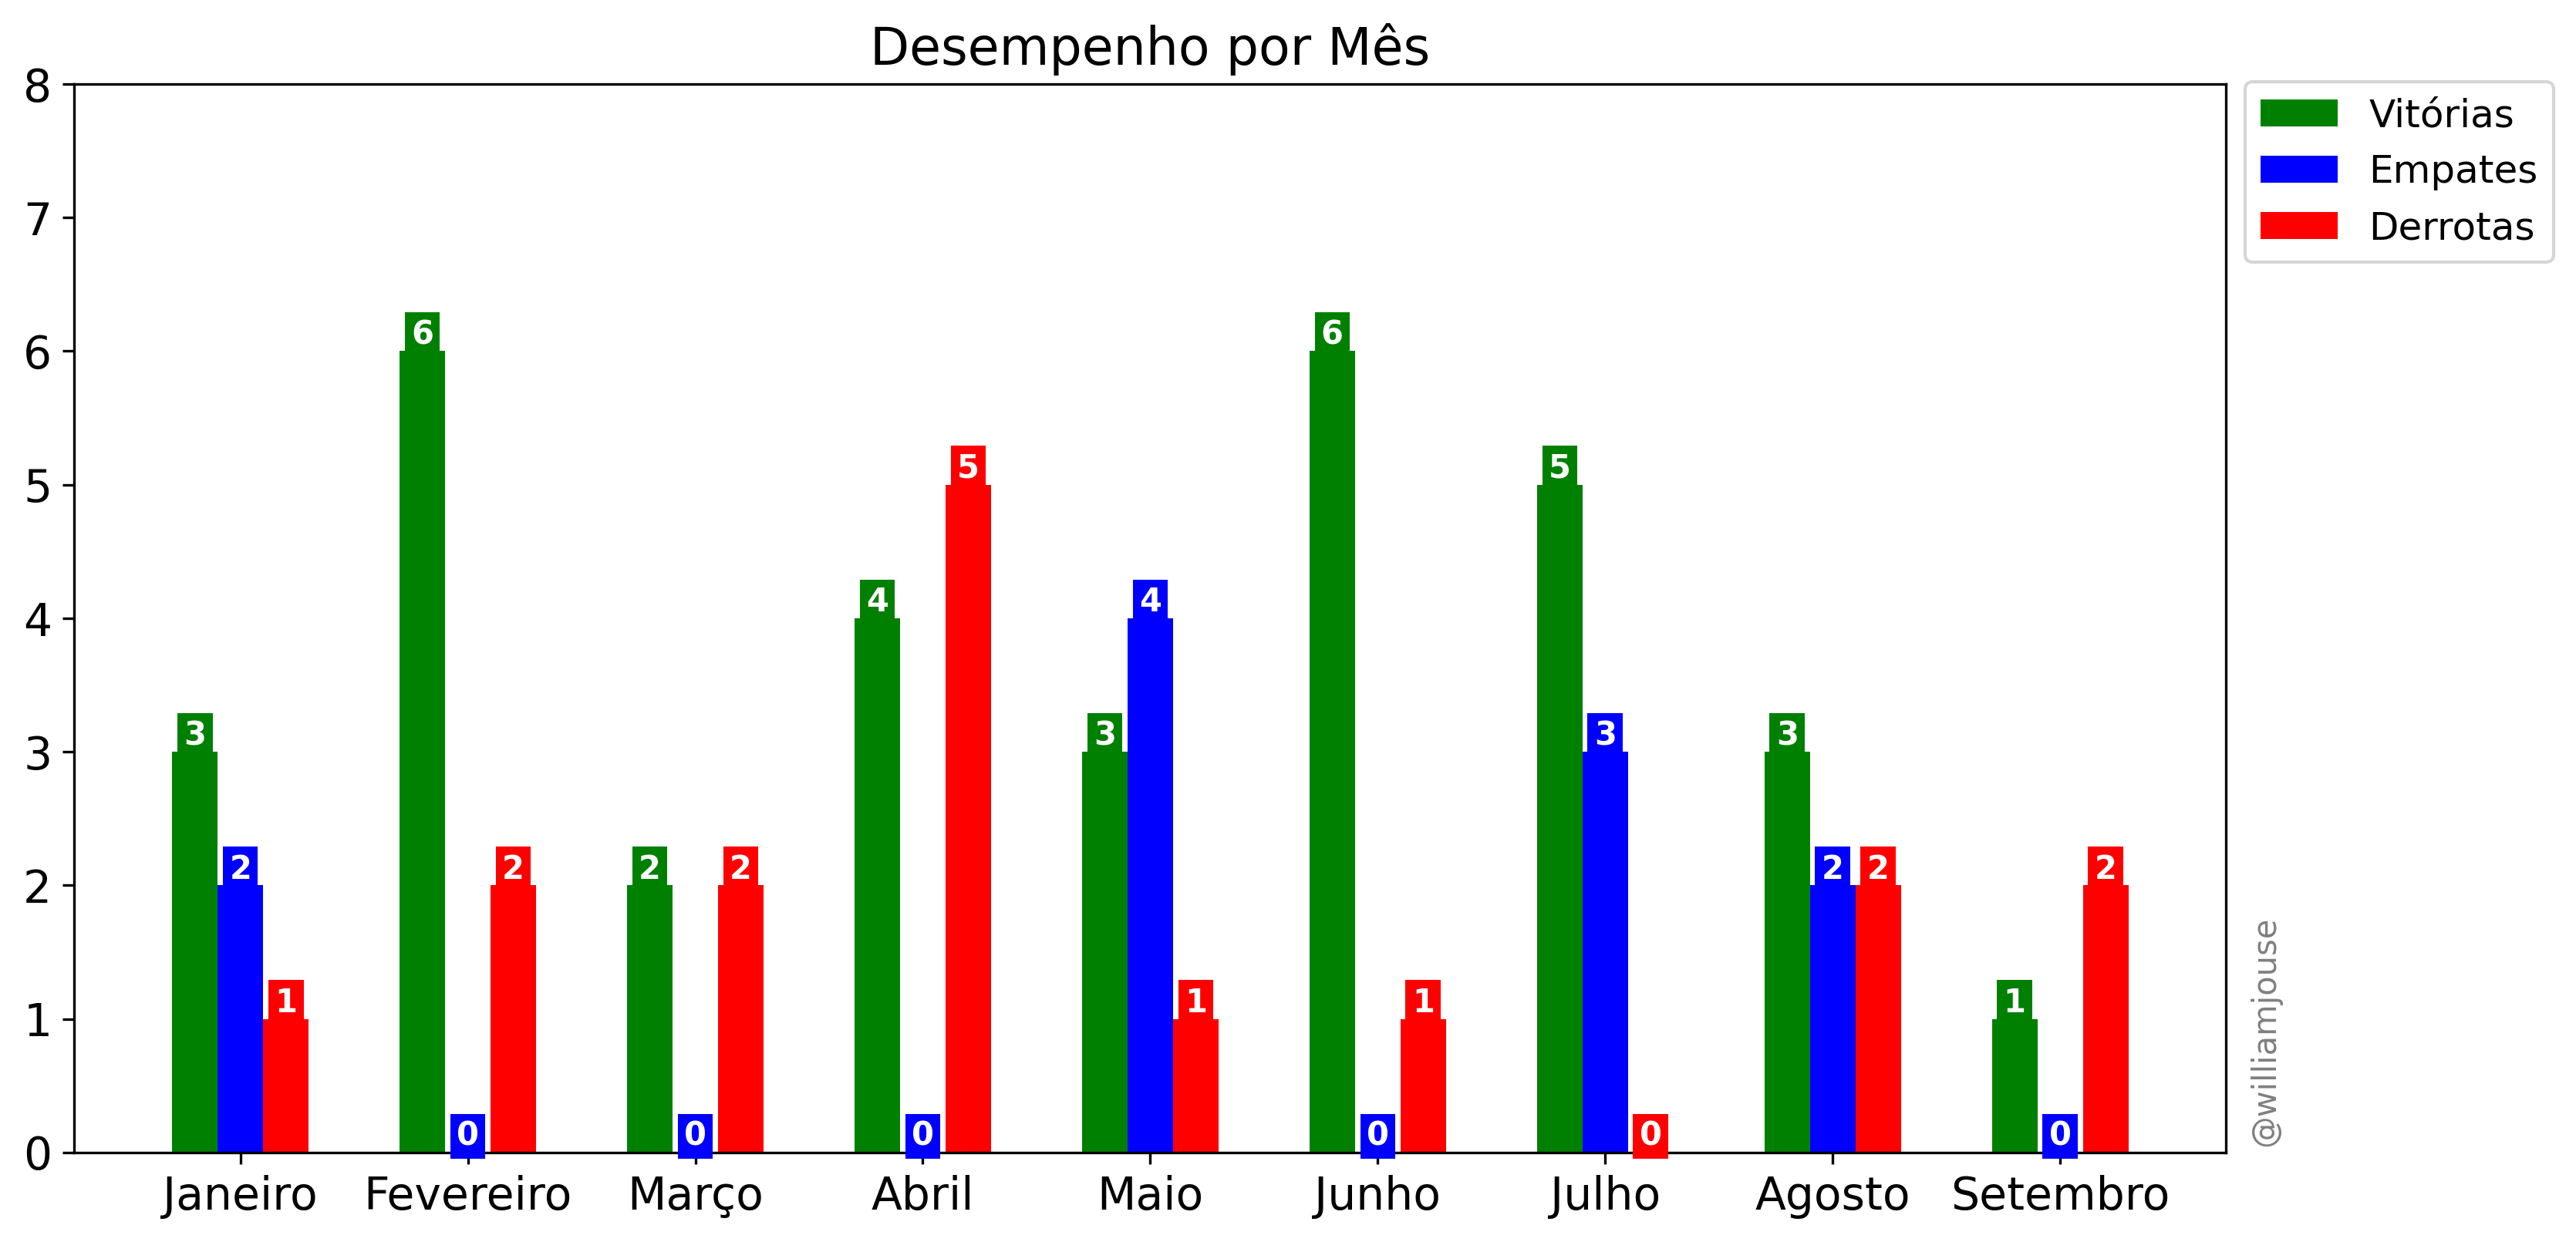 Desempenho por Mês
8
7
6
5
4
3
2
1
0
Vitórias
Empates
Derrotas
3 2 1
6 0 2
2 0 2
4 0 5
3 4 1
6 0 1
5 3 0
3 2 2
1 0 2
Janeiro Fevereiro Março Abril Maio Junho Julho Agosto Setembro
@williamjouse